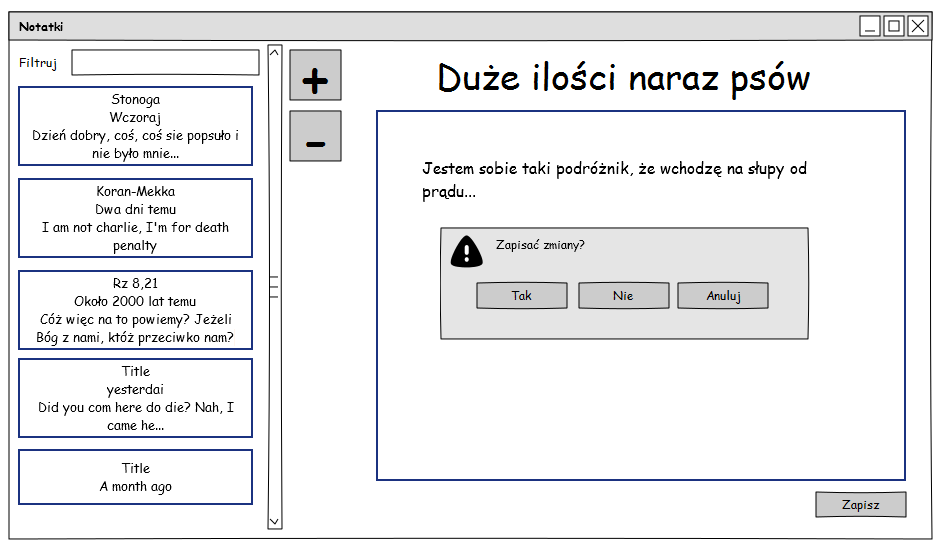 Notatki
Filtruj
Stonoga
Wczoraj
Dzień dobry, coś, coś sie popsuło i
nie było mnie...
Koran-Mekka
Dwa dni temu
I am not charlie, I'm for death
penalty
Rz 8,21
Około 2000 lat temu
Cóż więc na to powiemy? Jeżeli
Bóg z nami, któż przeciwko nam?
Title
yesterdai
Did you com here do die? Nah, I
came he...
Title
A month ago
+
-
Duże ilości naraz psów
Jestem sobie taki podróżnik, że wchodzę na słupy od
prądu...
Zapisać zmiany?
Tak
Nie
Anuluj
Zapisz